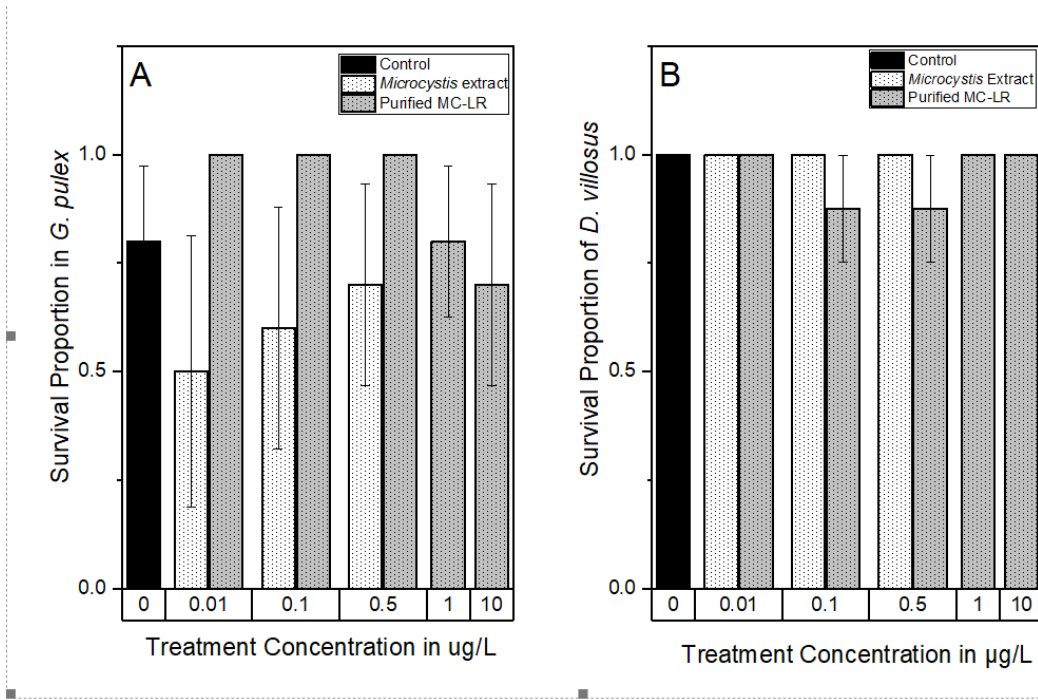 A
Control
Microcystis extract
Purified MC-LR
1.0
0.5
0.0
Survival Proportion in G. pulex
0 0.01 0.1 0.5 1 10
Treatment Concentration in ug/L
B
Control
Microcystis Extract
Purified MC-LR
1.0
0.5
0.0
Survival Proportion of D. villosus
0 0.01 0.1 0.5 1 10
Treatment Concentration in µg/L